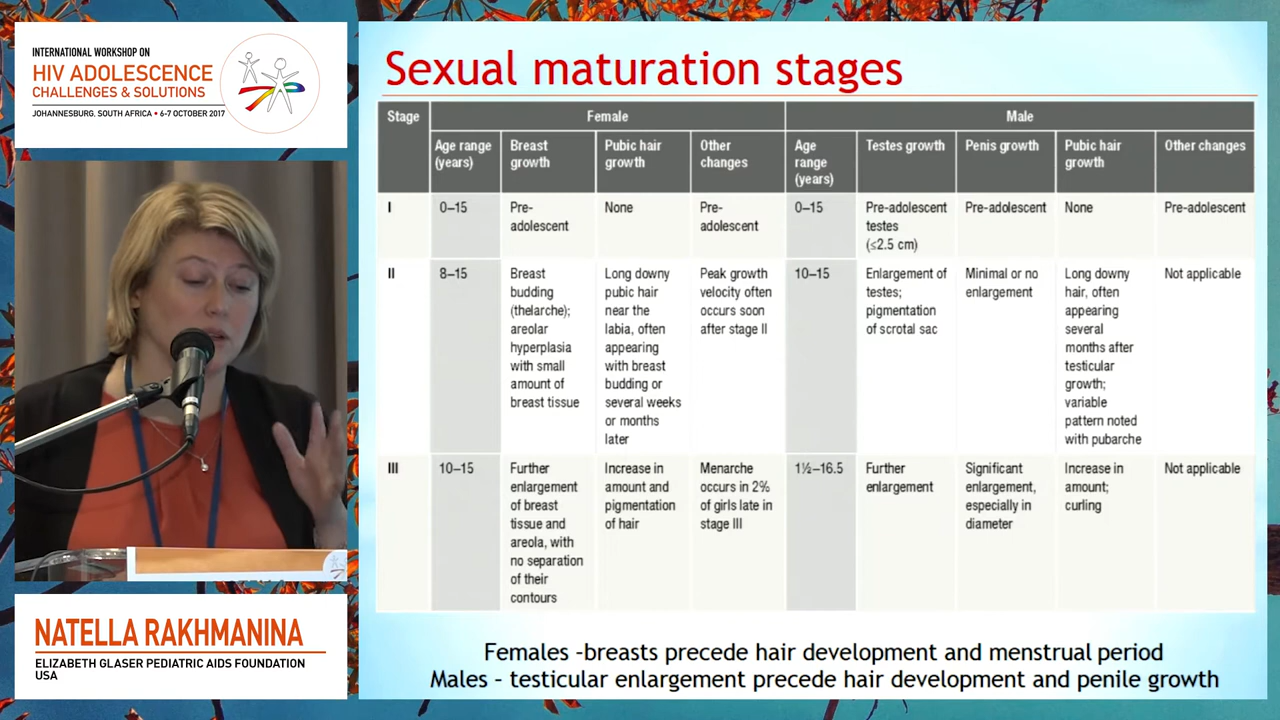 INTERNATIONAL WORKSHOP ON
HIV ADOLESCENCE
CHALLENGES & SOLUTIONS
JOHANNESBURG, SOUTH AFRICA • 6-7 OCTOBER 2017
NATELLA RAKHMANINA
ELIZABETH GLASER PEDIATRIC AIDS FOUNDATION
USA
Sexual maturation stages
Stage
Female
Male
Age range
(years)
Breast
growth
Pubic hair
growth
Other
changes
Age
range
(years)
Testes growth
Penis growth
Pubic hair
growth
Other changes
I
0–15
Pre-
adolescent
None
Pre-
adolescent
0–15
Pre-adolescent
testes
(≤2.5 cm)
Pre-adolescent
None
Pre-adolescent
II
8–15
Breast
budding
(thelarche);
areolar
hyperplasia
with small
amount of
breast tissue
Long downy
pubic hair
near the
labia, often
appearing
with breast
budding or
several weeks
or months
later
Peak growth
velocity often
occurs soon
after stage II
10–15
Enlargement of
testes;
pigmentation
of scrotal sac
Minimal or no
enlargement
Long downy
hair, often
appearing
several
months after
testicular
growth;
variable
pattern noted
with pubarche
Not applicable
III
10–15
Further
enlargement
of breast
tissue and
areola, with
no separation
of their
contours
Increase in
amount and
pigmentation
of hair
Menarche
occurs in 2%
of girls late in
stage III
1½–16.5
Further
enlargement
Significant
enlargement,
especially in
diameter
Increase in
amount;
curling
Not applicable
Females –breasts precede hair development and menstrual period
Males – testicular enlargement precede hair development and penile growth